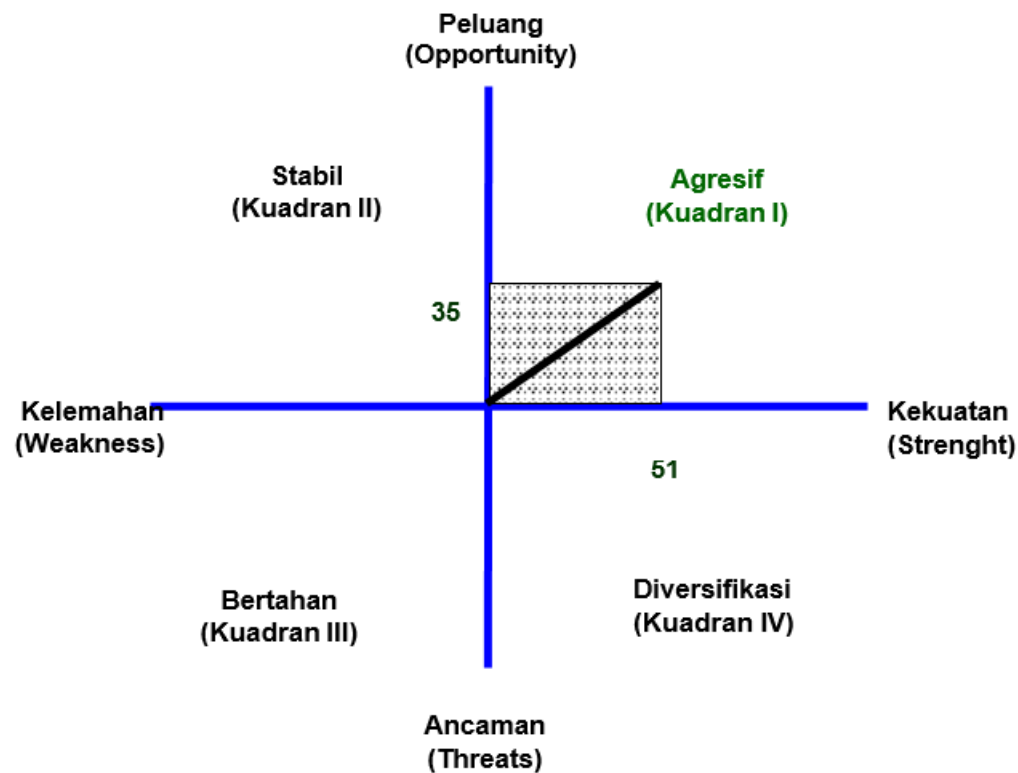 Peluang
(Opportunity)
Stabil
(Kuadran II)
Agresif
(Kuadran I)
35
Kelemahan
(Weakness)
Kekuatan
(Strenght)
51
Bertahan
(Kuadran III)
Diversifikasi
(Kuadran IV)
Ancaman
(Threats)